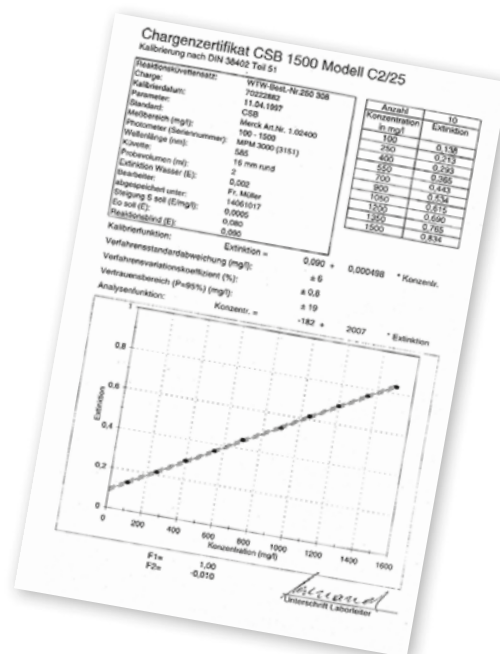 Chargenzertifikat CSB 1500 Modell C2/25
Kalibrierung nach DIN 38402 Teil 51
Reaktionsküvettensatz: WTW-Best.-Nr.250 308
Charge: 70222882
Kalibrierdatum: 11.04.1997
Parameter: CSB
Standard: Merck Art.Nr. 1.02400
Meßbereich (mg/l): 100 - 1500
Photometer (Seriennummer): MPM 3000 (3151)
Wellenlänge (nm): 585
Küvette: 16 mm rund
Probevolumen (ml): 2
Extinktion Wasser (E): 0,002
Bearbeiter: Fr. Müller
abgespeichert unter: 14061017
Steigung S soll (E/mg/l): 0,0005
Eo soll (E): 0,080
Reaktionsblind (E): 0,090
Anzahl 10
Konzentration in mg/l Extinktion
100 0,138
250 0,213
400 0,293
550 0,365
700 0,443
900 0,534
1050 0,615
1200 0,690
1350 0,765
1500 0,834
Kalibrierfunktion: Extinktion = 0,090 + 0,000498 * Konzentr.
Verfahrensstandardabweichung (mg/l): ± 6
Verfahrensvariationskoeffizient (%): ± 0,8
Vertrauensbereich (P=95%) (mg/l): ± 19
Analysenfunktion: Konzentr. = -182 + 2007 * Extinktion
1
0,8
0,6
0,4
0,2
0
Extinktion
0 200 400 600 800 1000 1200 1400 1600
Konzentration (mg/l)
F1= 1,00
F2= -0,010
Unterschrift Laborleiter